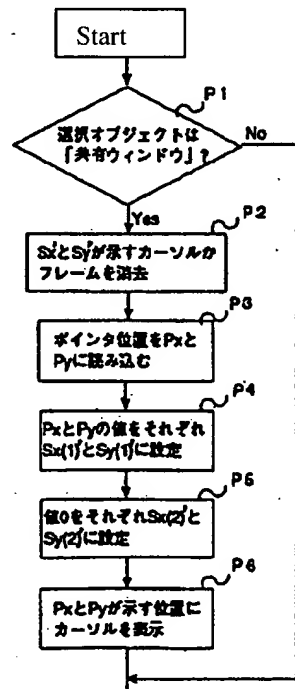 Start
P1
選択オブジェクトは
「共有ウィンドウ」?
No
Yes
P2
Sx'とSy'が示すカーソルか
フレームを消去
P3
ポインタ位置をPxと
Pyに読み込む
P4
PxとPyの値をそれぞれ
Sx(1)'とSy(1)'に設定
P5
値0をそれぞれSx(2)'と
Sy(2)'に設定
P6
PxとPyが示す位置に
カーソルを表示